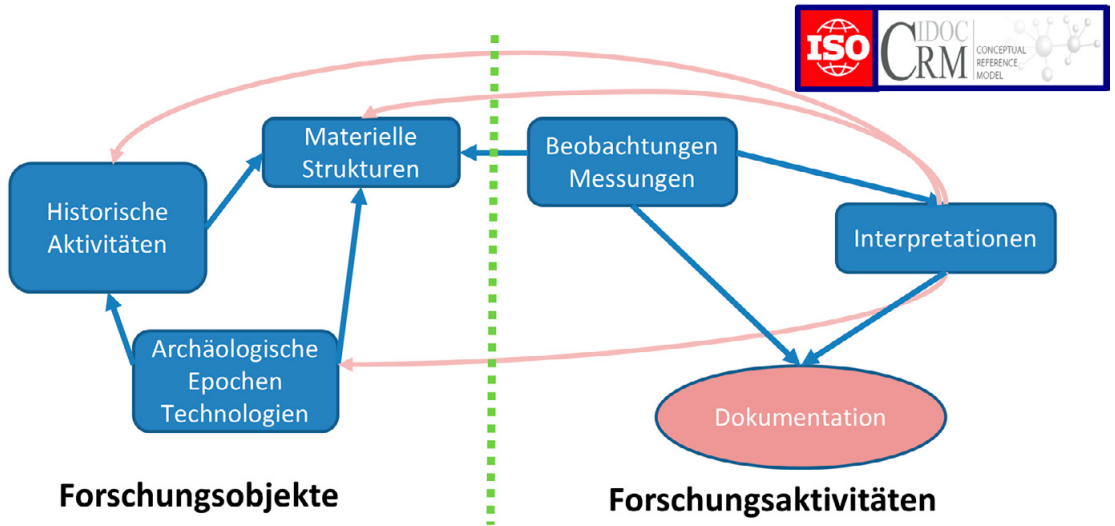 ISO
CIDOC
CRM
CONCEPTUAL
REFERENCE
MODEL
Materielle
Strukturen
Beobachtungen
Messungen
Historische
Aktivitäten
Interpretationen
Archäologische
Epochen
Technologien
Dokumentation
Forschungsobjekte
Forschungsaktivitäten